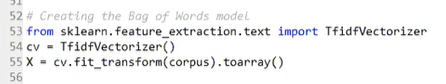 52 # Creating the Bag of Words model
53 from sklearn.feature_extraction.text import TfidfVectorizer
54 cv = TfidfVectorizer()
55 X = cv.fit_transform(corpus).toarray()
56